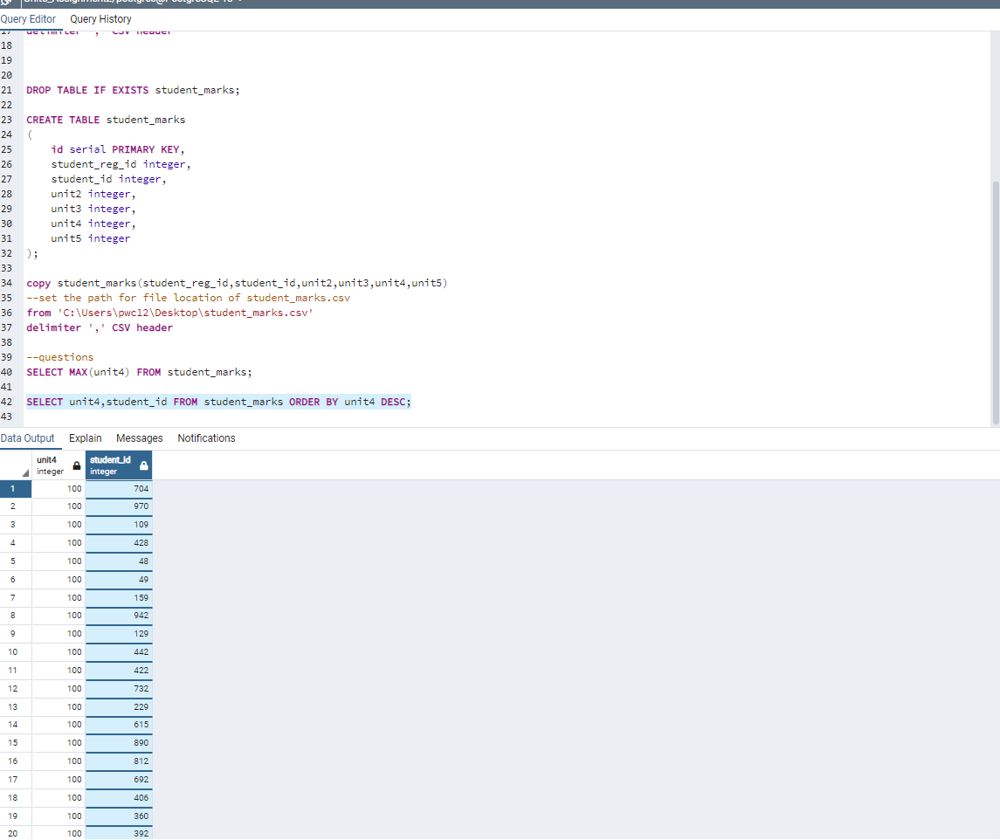 Query Editor Query History
17 delimiter ',' CSV header
18
19
20
21 DROP TABLE IF EXISTS student_marks;
22
23 CREATE TABLE student_marks
24 (
25 id serial PRIMARY KEY,
26 student_reg_id integer,
27 student_id integer,
28 unit2 integer,
29 unit3 integer,
30 unit4 integer,
31 unit5 integer
32 );
33
34 copy student_marks(student_reg_id,student_id,unit2,unit3,unit4,unit5)
35 --set the path for file location of student_marks.csv
36 from 'C:\Users\pwc12\Desktop\student_marks.csv'
37 delimiter ',' CSV header
38
39 --questions
40 SELECT MAX(unit4) FROM student_marks;
41
42 SELECT unit4,student_id FROM student_marks ORDER BY unit4 DESC;
43
Data Output Explain Messages Notifications
unit4 student_id
integer integer
1 100 704
2 100 970
3 100 109
4 100 428
5 100 48
6 100 49
7 100 159
8 100 942
9 100 129
10 100 442
11 100 422
12 100 732
13 100 229
14 100 615
15 100 890
16 100 812
17 100 692
18 100 406
19 100 360
20 100 392